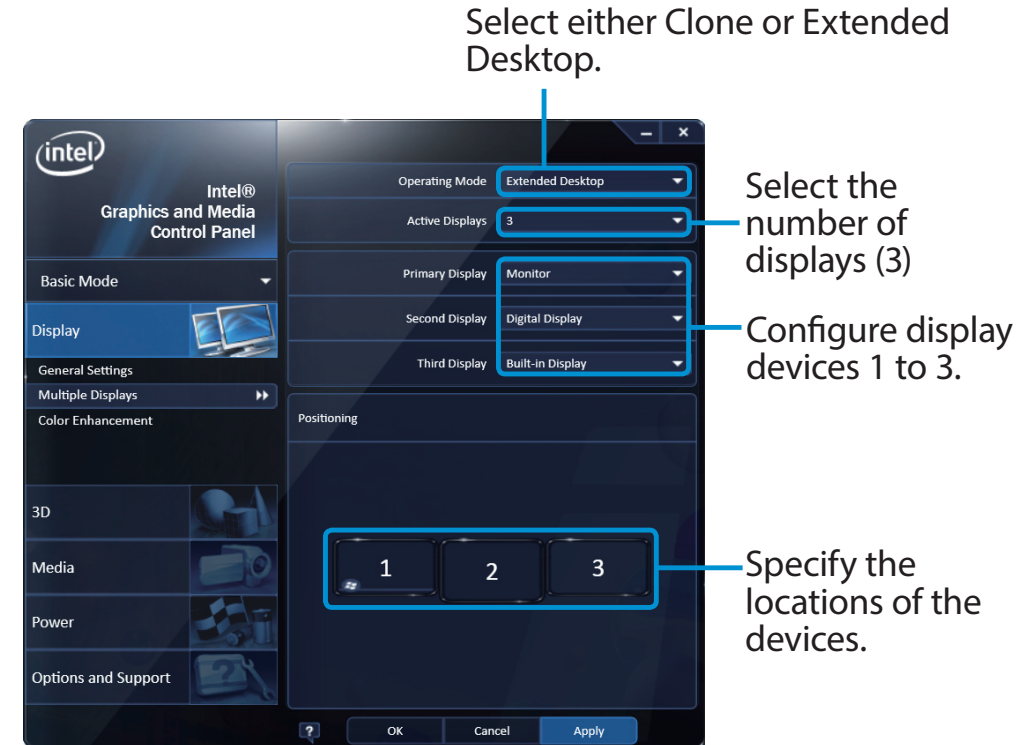 Select either Clone or Extended
Desktop.
intel
Intel®
Graphics and Media
Control Panel
Basic Mode
Display
General Settings
Multiple Displays
Color Enhancement
3D
Media
Power
Options and Support
Operating Mode Extended Desktop
Active Displays 3
Primary Display Monitor
Second Display Digital Display
Third Display Built-in Display
Positioning
1 2 3
? OK Cancel Apply
Select the
number of
displays (3)
Configure display
devices 1 to 3.
Specify the
locations of the
devices.